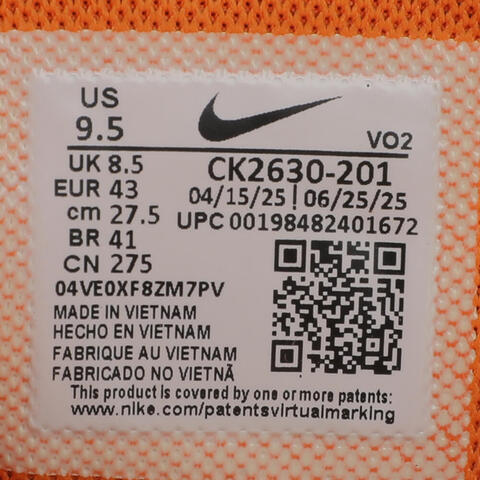 US
9.5
VO2
UK 8.5
CK2630-201
EUR 43
04/15/25 | 06/25/25
cm 27.5
UPC 00198482401672
BR 41
CN 275
04VE0XF8ZM7PV
MADE IN VIETNAM
HECHO EN VIETNAM
FABRIQUE AU VIETNAM
FABRICADO NO VIETNÃ
This product is covered by one or more patents:
www.nike.com/patentsvirtualmarking